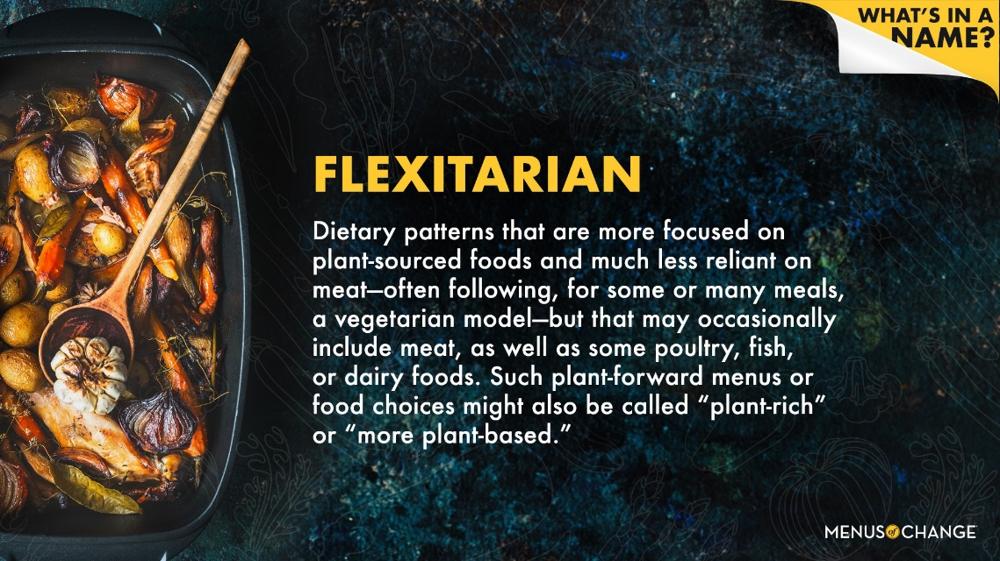 WHAT'S IN A
NAME?
FLEXITARIAN
Dietary patterns that are more focused on
plant-sourced foods and much less reliant on
meat—often following, for some or many meals,
a vegetarian model—but that may occasionally
include meat, as well as some poultry, fish,
or dairy foods. Such plant-forward menus or
food choices might also be called “plant-rich”
or “more plant-based.”
MENUS of CHANGE